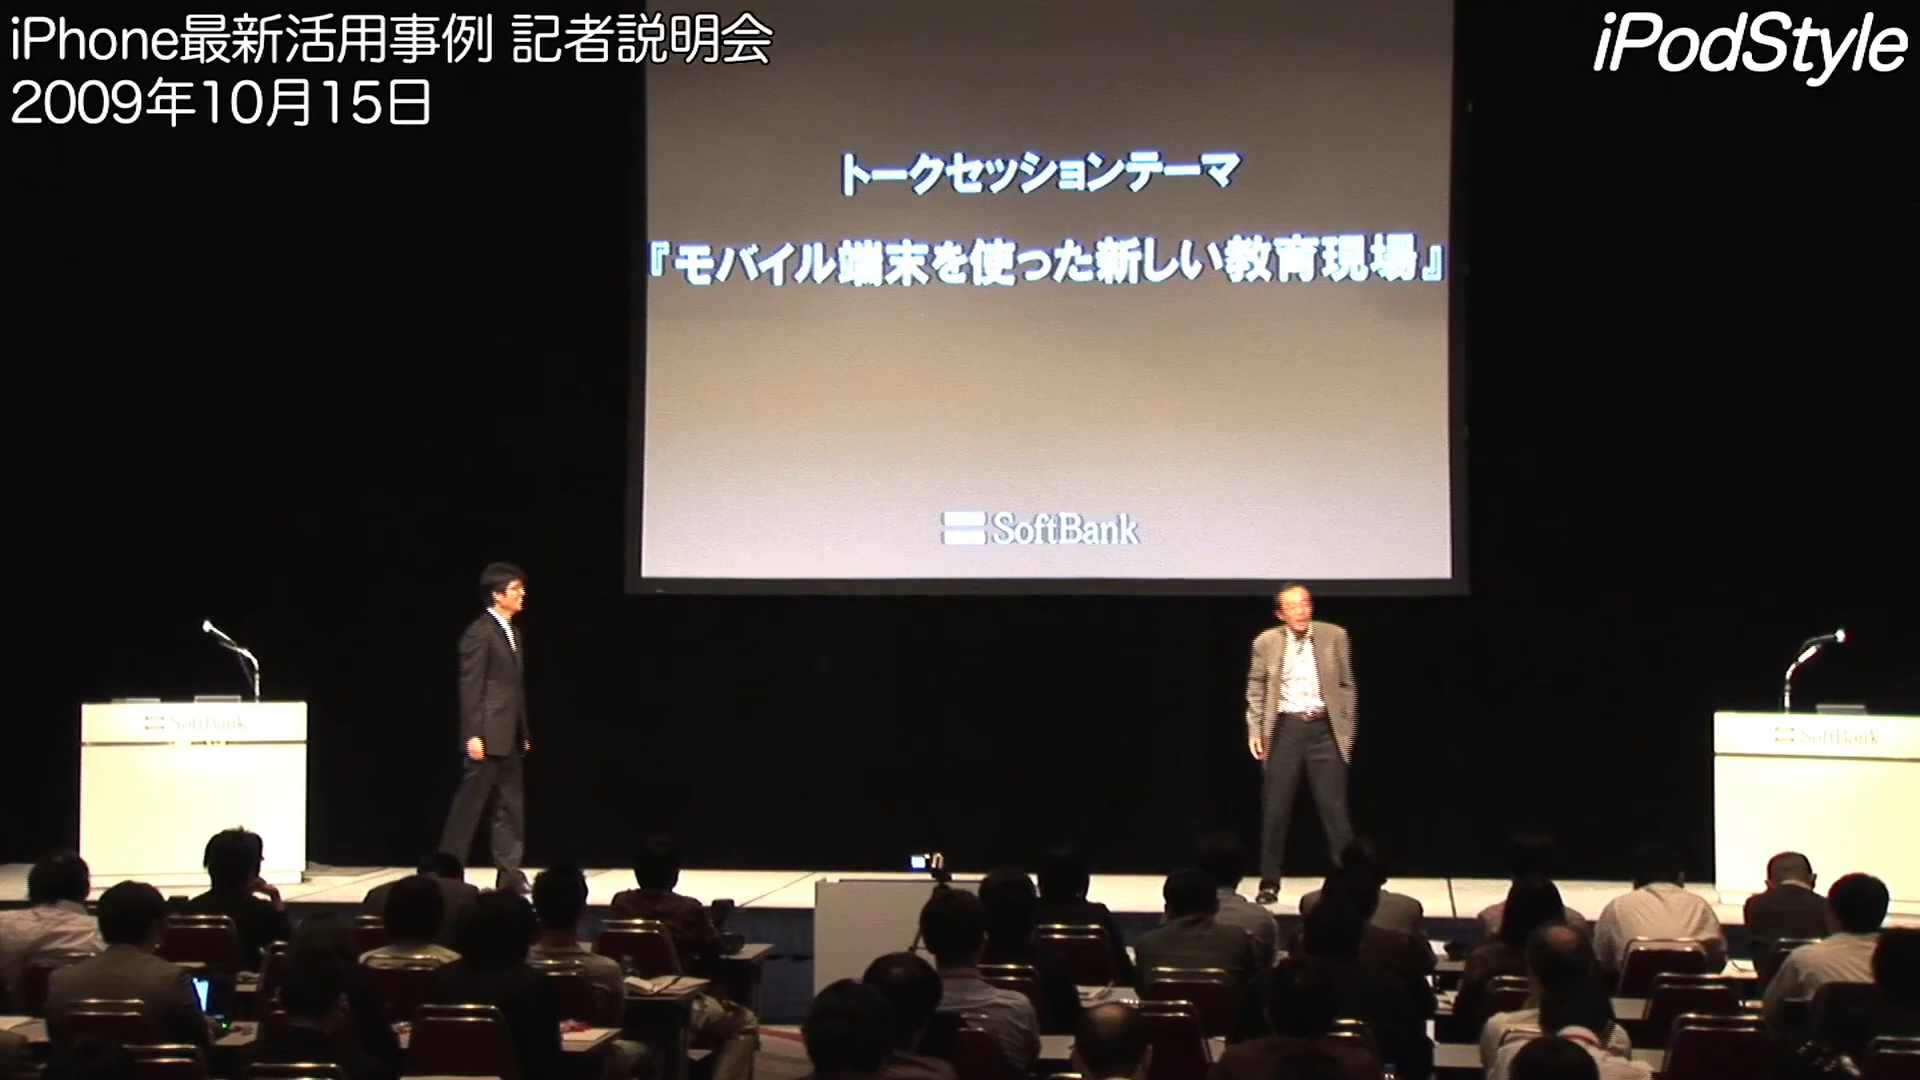 iPhone最新活用事例 記者説明会
2009年10月15日
iPodStyle
トークセッションテーマ
『モバイル端末を使った新しい教育現場』
SoftBank
SoftBank
SoftBank